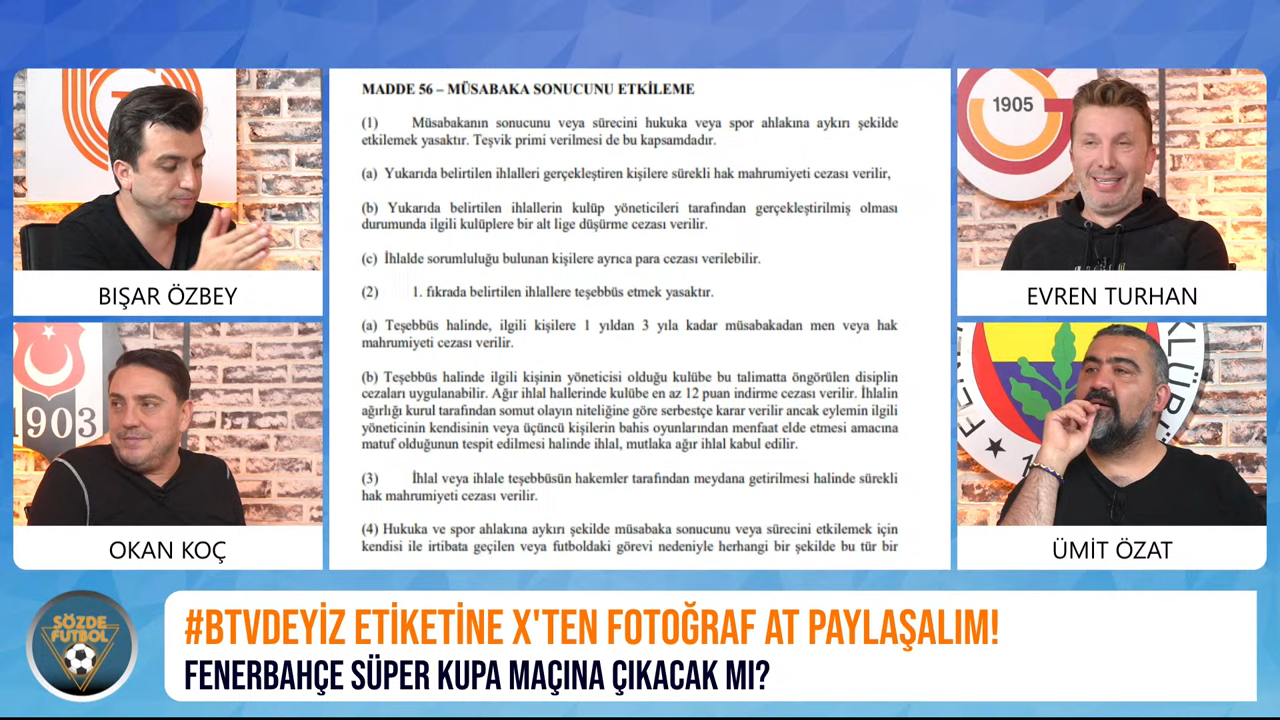 MADDE 56 – MÜSABAKA SONUCUNU ETKİLEME
(1) Müsabakanın sonucunu veya sürecini hukuka veya spor ahlakına aykırı şekilde
etkilemek yasaktır. Teşvik primi verilmesi de bu kapsamdadır.
(a) Yukarıda belirtilen ihlalleri gerçekleştiren kişilere sürekli hak mahrumiyeti cezası verilir,
(b) Yukarıda belirtilen ihlallerin kulüp yöneticileri tarafından gerçekleştirilmiş olması
durumunda ilgili kulüplere bir alt lige düşürme cezası verilir.
(c) İhlalde sorumluluğu bulunan kişilere ayrıca para cezası verilebilir.
(2) 1. fıkrada belirtilen ihlallere teşebbüs etmek yasaktır.
(a) Teşebbüs halinde, ilgili kişilere 1 yıldan 3 yıla kadar müsabakadan men veya hak
mahrumiyeti cezası verilir.
(b) Teşebbüs halinde ilgili kişinin yöneticisi olduğu kulübe bu talimatta öngörülen disiplin
cezaları uygulanabilir. Ağır ihlal hallerinde kulübe en az 12 puan indirme cezası verilir. İhlalin
ağırlığı kurul tarafından somut olayın niteliğine göre serbestçe karar verilir ancak eylemin ilgili
yöneticinin kendisinin veya üçüncü kişilerin bahis oyunlarından menfaat elde etmesi amacına
matuf olduğunun tespit edilmesi halinde ihlal, mutlaka ağır ihlal kabul edilir.
(3) İhlal veya ihlale teşebbüsün hakemler tarafından meydana getirilmesi halinde sürekli
hak mahrumiyeti cezası verilir.
(4) Hukuka ve spor ahlakına aykırı şekilde müsabaka sonucunu veya sürecini etkilemek için
kendisi ile irtibata geçilen veya futboldaki görevi nedeniyle herhangi bir şekilde bu tür bir
BIŞAR ÖZBEY
1905
EVREN TURHAN
1903
OKAN KOÇ
ÜMİT ÖZAT
SÖZDE
FUTBOL
#BTVDEYİZ ETİKETİNE X'TEN FOTOĞRAF AT PAYLAŞALIM!
FENERBAHÇE SÜPER KUPA MAÇINA ÇIKACAK MI?